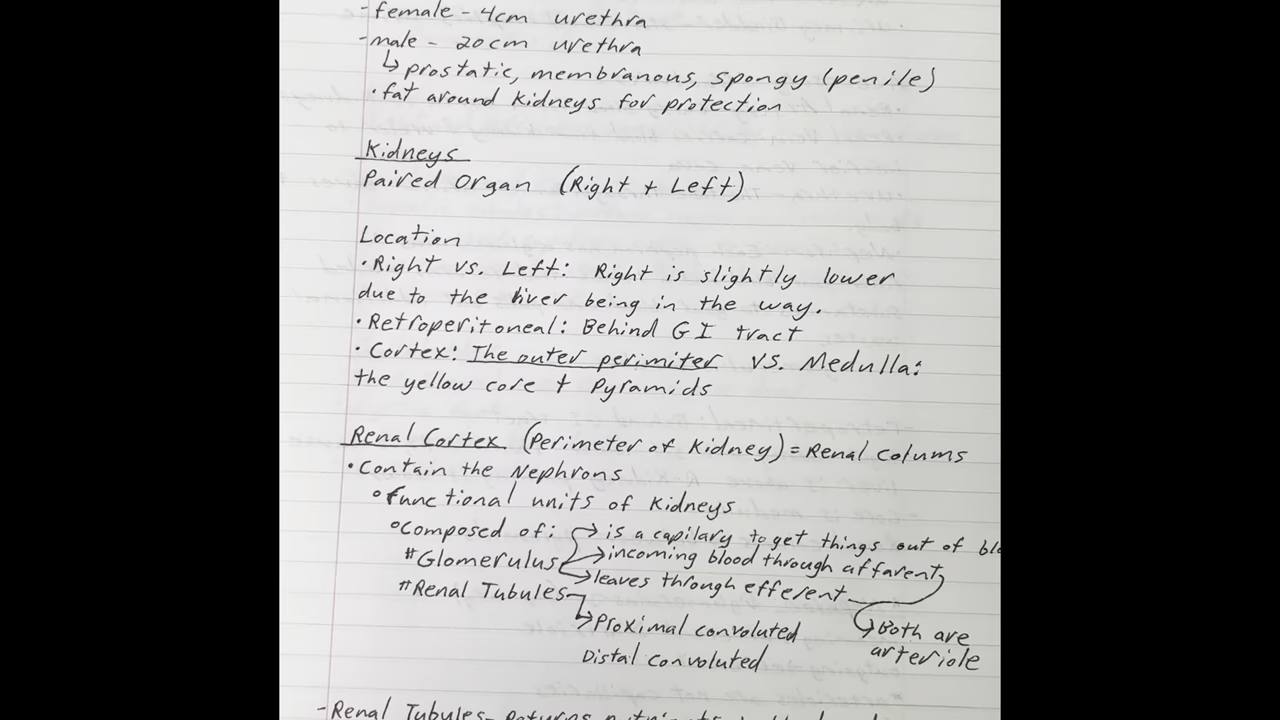 -female - 4cm urethra
-male - 20cm urethra
↳ prostatic, membranous, spongy (penile)
• fat around kidneys for protection
Kidneys
Paired Organ (Right + Left)
Location
• Right vs. Left: Right is slightly lower
due to the liver being in the way.
• Retroperitoneal: Behind GI tract
• Cortex: The outer perimiter vs. Medulla:
the yellow core + Pyramids
Renal Cortex (Perimeter of Kidney) = Renal Colums
• Contain the Nephrons
° Functional units of Kidneys
° Composed of: → is a capilary to get things out of
#Glomerulus → incoming blood through affarent
→ leaves through efferent
#Renal Tubules
↳ Proximal convoluted
↳ Both are
arteriole
Distal convoluted
-Renal Tubules-